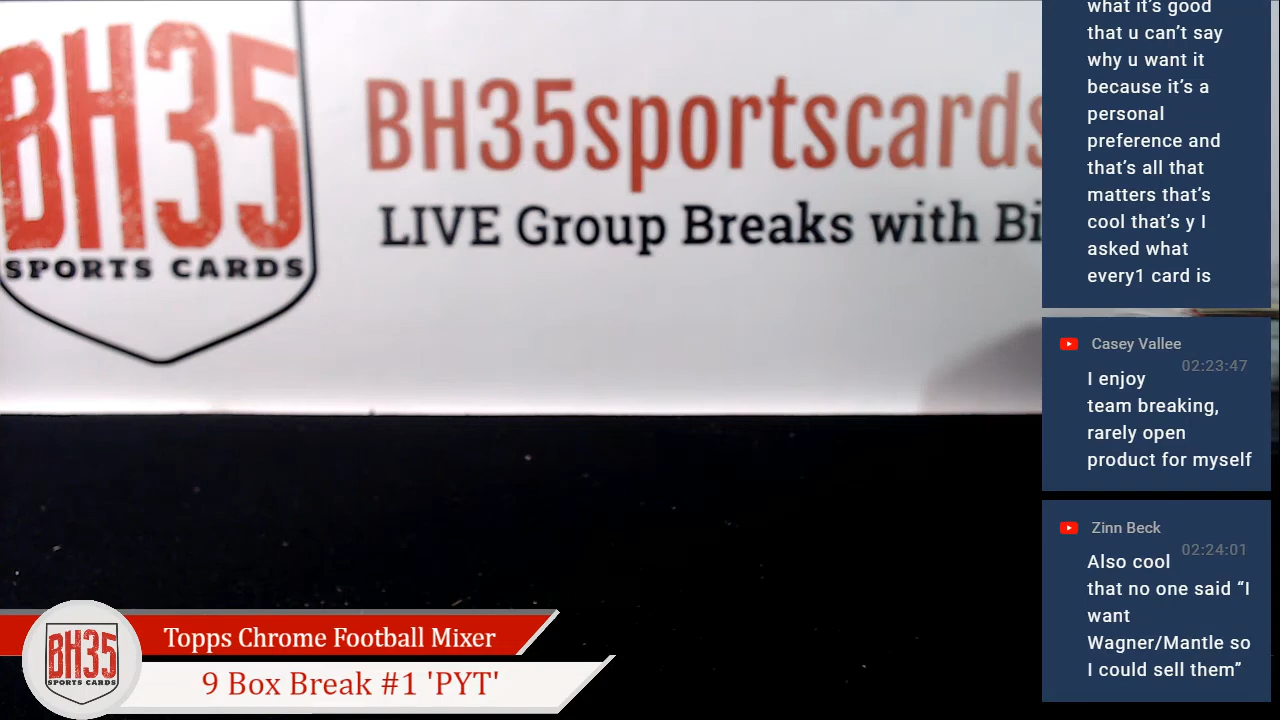 BH35
SPORTS CARDS
BH35sportscards
LIVE Group Breaks with
what it's good
that u can't say
why u want it
because it's a
personal
preference and
that's all that
matters that's
cool that's y I
asked what
every1 card is
Casey Vallee
02:23:47
I enjoy
team breaking,
rarely open
product for myself
Zinn Beck
02:24:01
Also cool
that no one said “I
want
Wagner/Mantle so
I could sell them”
BH35
SPORTS CARDS
Topps Chrome Football Mixer
9 Box Break #1 'PYT'